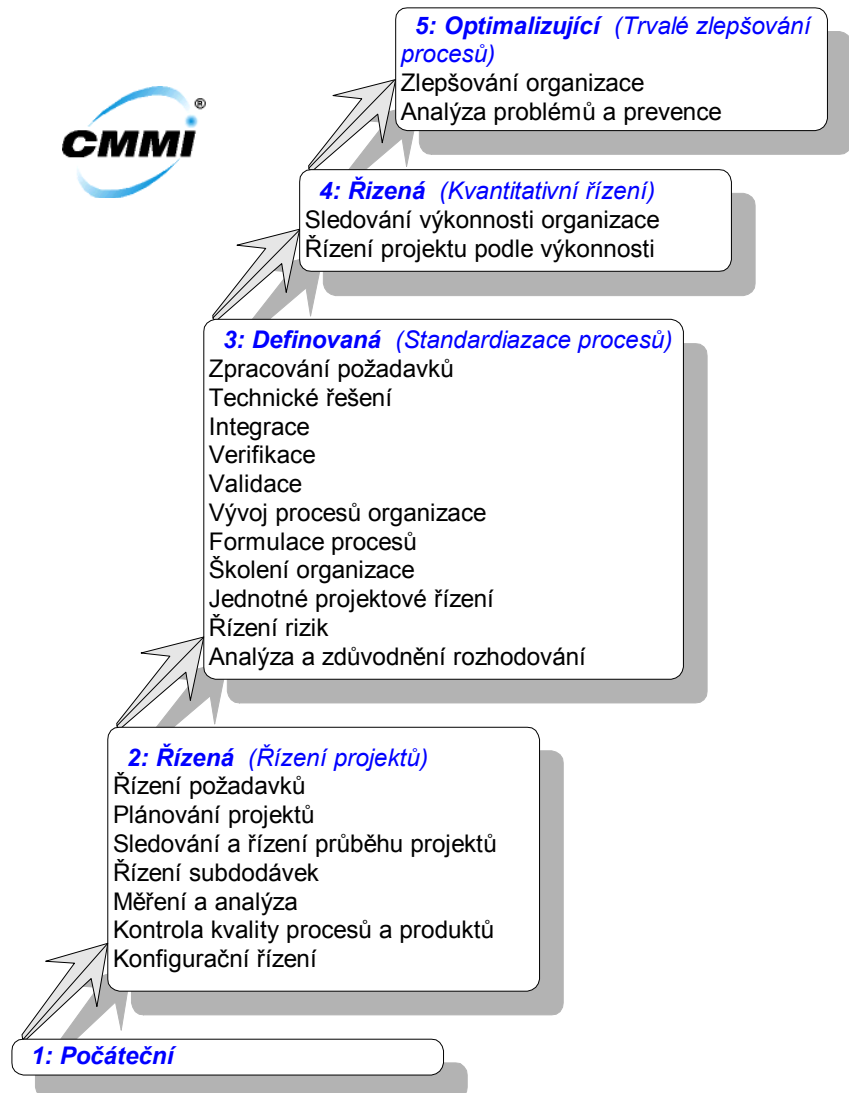 5: Optimalizující (Trvalé zlepšování
procesů)
Zlepšování organizace
Analýza problémů a prevence
CMMI®
4: Řizená (Kvantitativní řízení)
Sledování výkonnosti organizace
Řízení projektu podle výkonnosti
3: Definovaná (Standardiazace procesů)
Zpracování požadavků
Technické řešení
Integrace
Verifikace
Validace
Vývoj procesů organizace
Formulace procesů
Školení organizace
Jednotné projektové řízení
Řízení rizik
Analýza a zdůvodnění rozhodování
2: Řízená (Řízení projektů)
Řízení požadavků
Plánování projektů
Sledování a řízení průběhu projektů
Řízení subdodávek
Měření a analýza
Kontrola kvality procesů a produktů
Konfigurační řízení
1: Počáteční